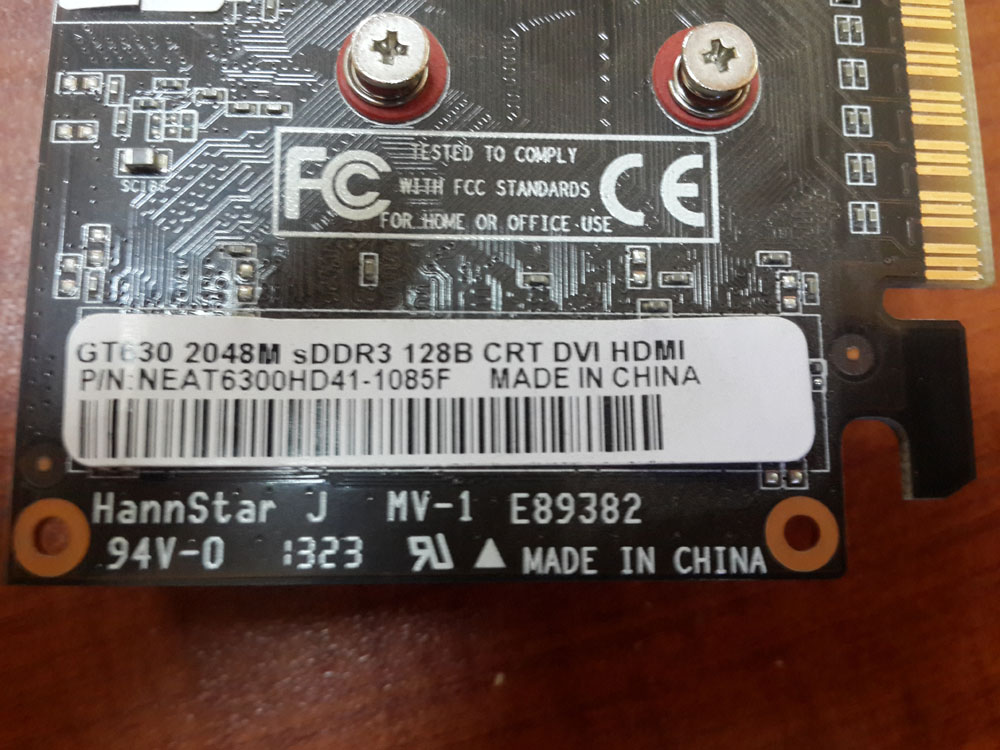 FC TESTED TO COMPLY CE
WITH FCC STANDARDS
FOR HOME OR OFFICE USE
GT630 2048M sDDR3 128B CRT DVI HDMI
P/N:NEAT6300HD41-1085F MADE IN CHINA
HannStar J MV-1 E89382
94V-0 1323 ▲ MADE IN CHINA